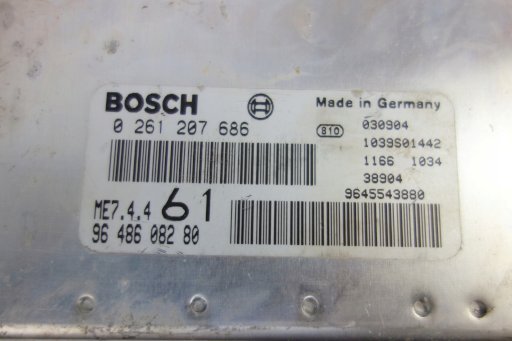 BOSCH
Made in Germany
0 261 207 686
810
030904
1039S01442
1166 1034
38904
9645543880
ME7.4.4 61
96 486 082 80